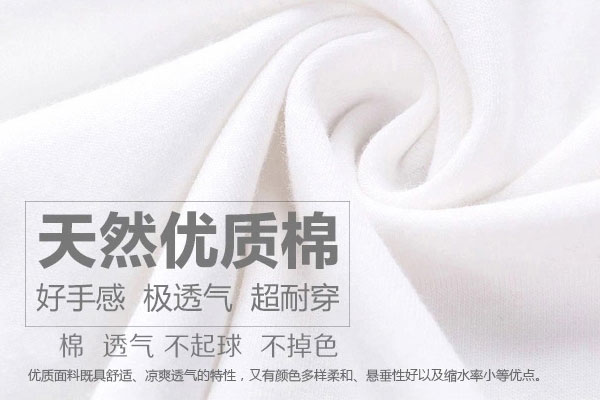 天然优质棉
好手感 极透气 超耐穿
棉 透气 不起球 不掉色
优质面料既具舒适、凉爽透气的特性，又有颜色多样柔和、悬垂性好以及缩水率小等优点。